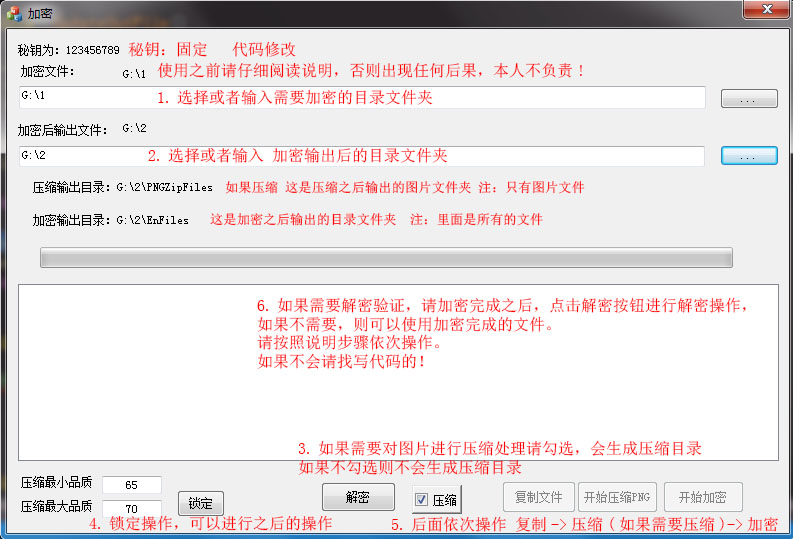 加密
秘钥为: 123456789 秘钥: 固定 代码修改
加密文件: G:\1 使用之前请仔细阅读说明, 否则出现任何后果, 本人不负责!
G:\1 1. 选择或者输入需要加密的目录文件夹 ...
加密后输出文件: G:\2
G:\2 2. 选择或者输入 加密输出后的目录文件夹 ...
压缩输出目录: G:\2\PNGZipFiles 如果压缩 这是压缩之后输出的图片文件夹 注: 只有图片文件
加密输出目录: G:\2\EnFiles 这是加密之后输出的目录文件夹 注: 里面是所有的文件
6. 如果需要解密验证, 请加密完成之后, 点击解密按钮进行解密操作,
如果不需要, 则可以使用加密完成的文件。
请按照说明步骤依次操作。
如果不会请找写代码的!
3. 如果需要对图片进行压缩处理请勾选, 会生成压缩目录
如果不勾选则不会生成压缩目录
压缩最小品质 65
压缩最大品质 70 锁定 解密 压缩 复制文件 开始压缩PNG 开始加密
4. 锁定操作, 可以进行之后的操作 5. 后面依次操作 复制->压缩(如果需要压缩)->加密